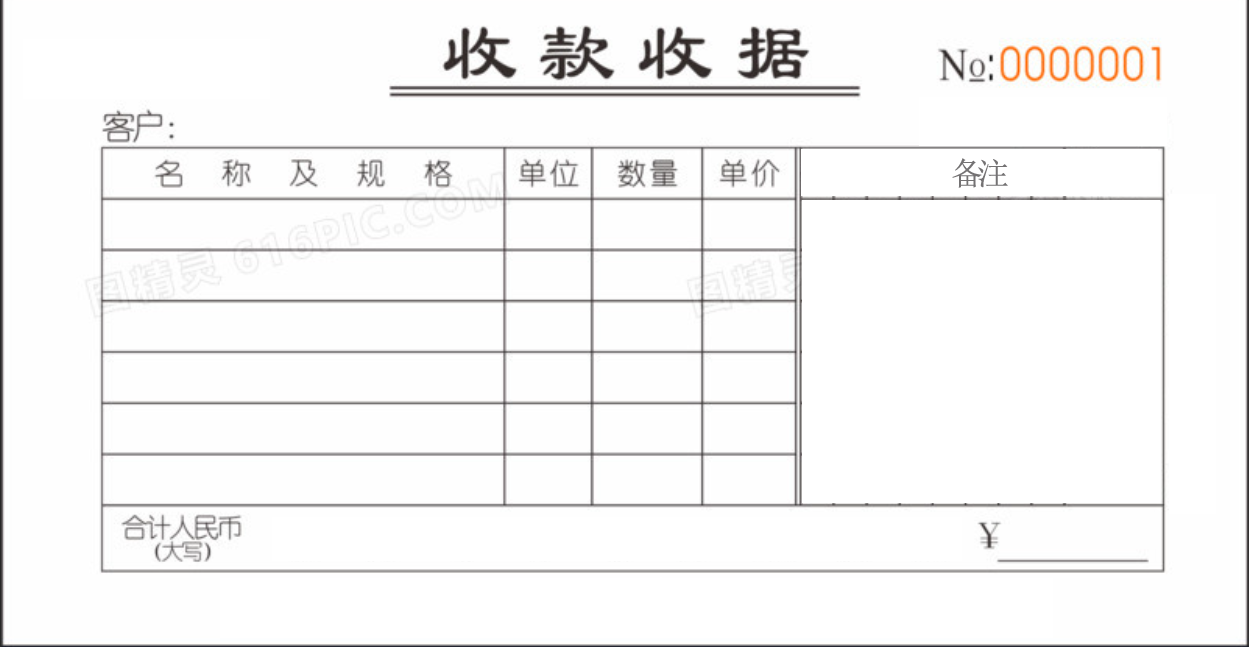 收款收据
No:0000001
客户：
名称及规格 单位 数量 单价 备注
图精灵 616PIC.COM
图精灵
合计人民币 ¥
(大写)